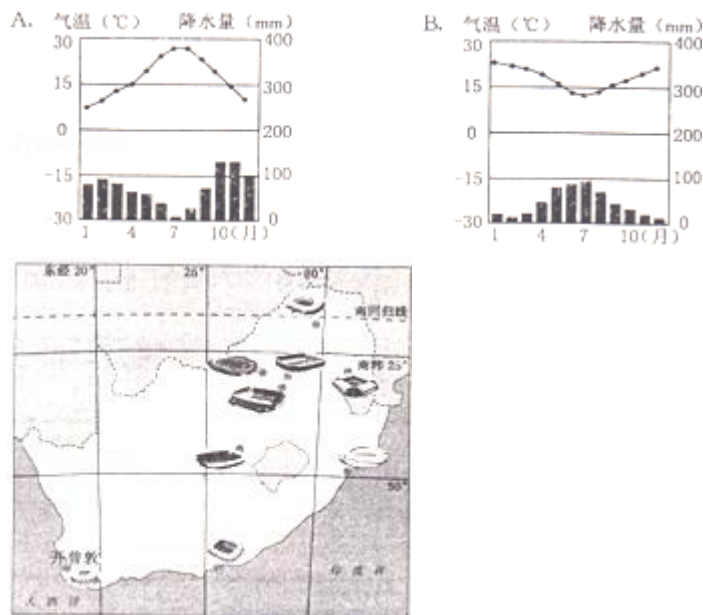 A. 气温（℃） 降水量（mm）
30
15
0
-15
-30
400
300
200
100
0
1 4 7 10(月)
B. 气温（℃） 降水量（mm）
30
15
0
-15
-30
400
300
200
100
0
1 4 7 10(月)
东经 20° 25° 30°
南回归线
南纬 25°
30°
开普敦
大西洋
印度洋